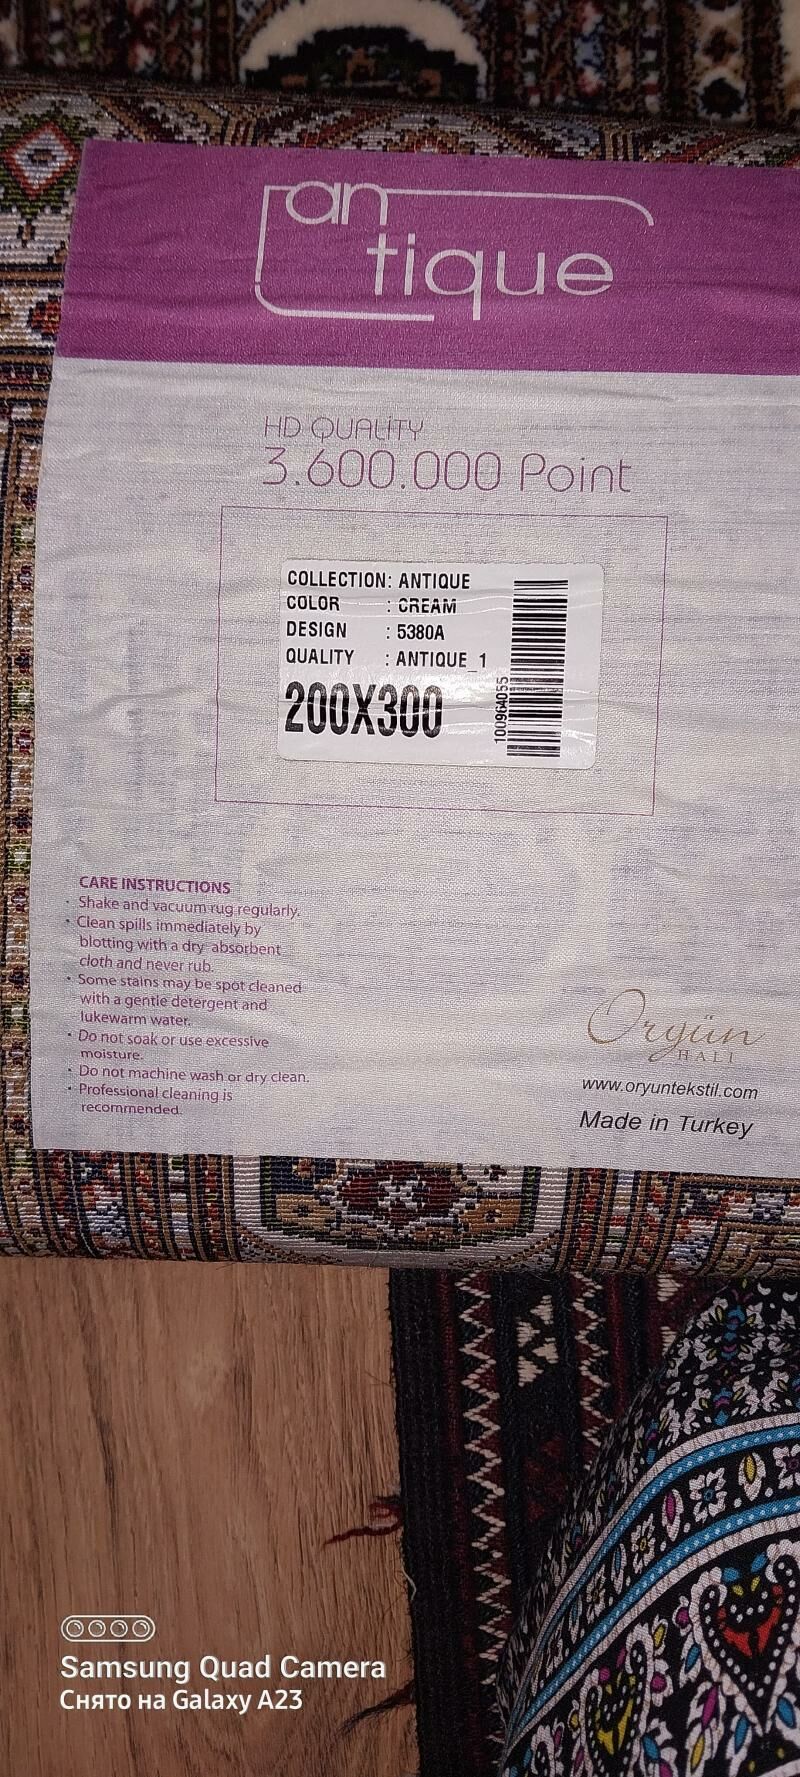 an
tique
HD QUALİTY
3.600.000 Point
COLLECTION: ANTIQUE
COLOR : CREAM
DESIGN : 5380A
QUALITY : ANTIQUE_1
200X300
100964055
CARE INSTRUCTIONS
· Shake and vacuum rug regularly.
· Clean spills immediately by
blotting with a dry absorbent
cloth and never rub.
· Some stains may be spot cleaned
with a gentle detergent and
lukewarm water.
· Do not soak or use excessive
moisture.
· Do not machine wash or dry clean.
· Professional cleaning is
recommended.
Oryün
HALI
www.oryuntekstil.com
Made in Turkey
Samsung Quad Camera
Снято на Galaxy A23